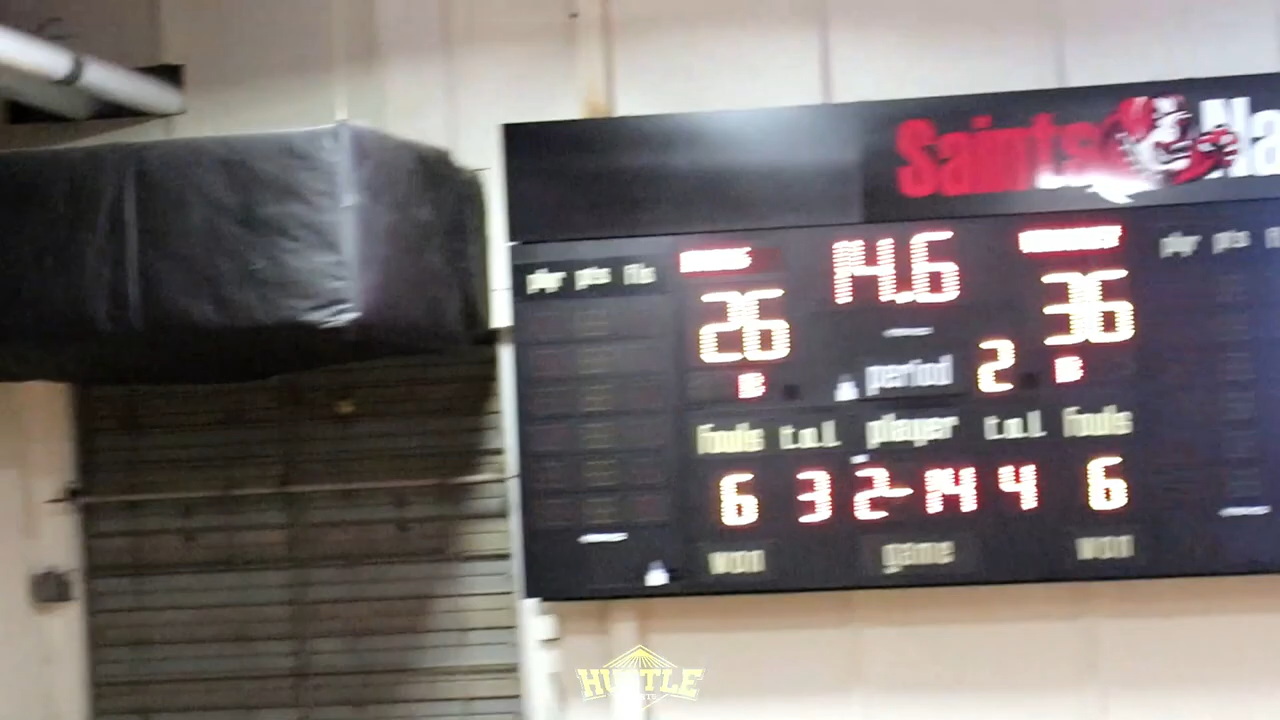 Saints Na
14.6
plyr pts fls
26
36
plyr pts
period 2
fouls t.o.l player t.o.l fouls
6 3 2-14 4 6
won game won
HUSTLE